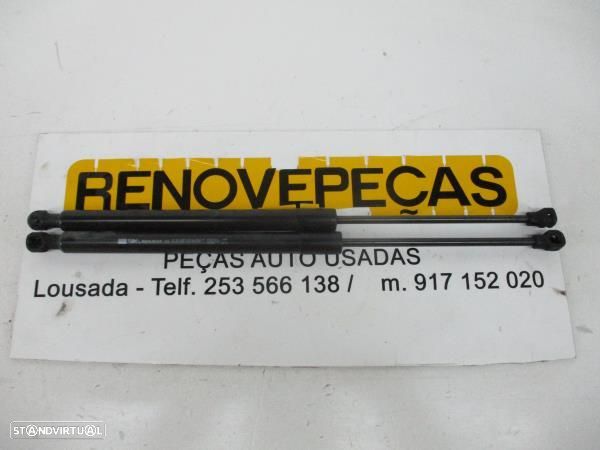 RENOVEPEÇAS
PEÇAS AUTO USADAS
Lousada - Telf. 253 566 138 / m. 917 152 020
STANDVIRTUAL